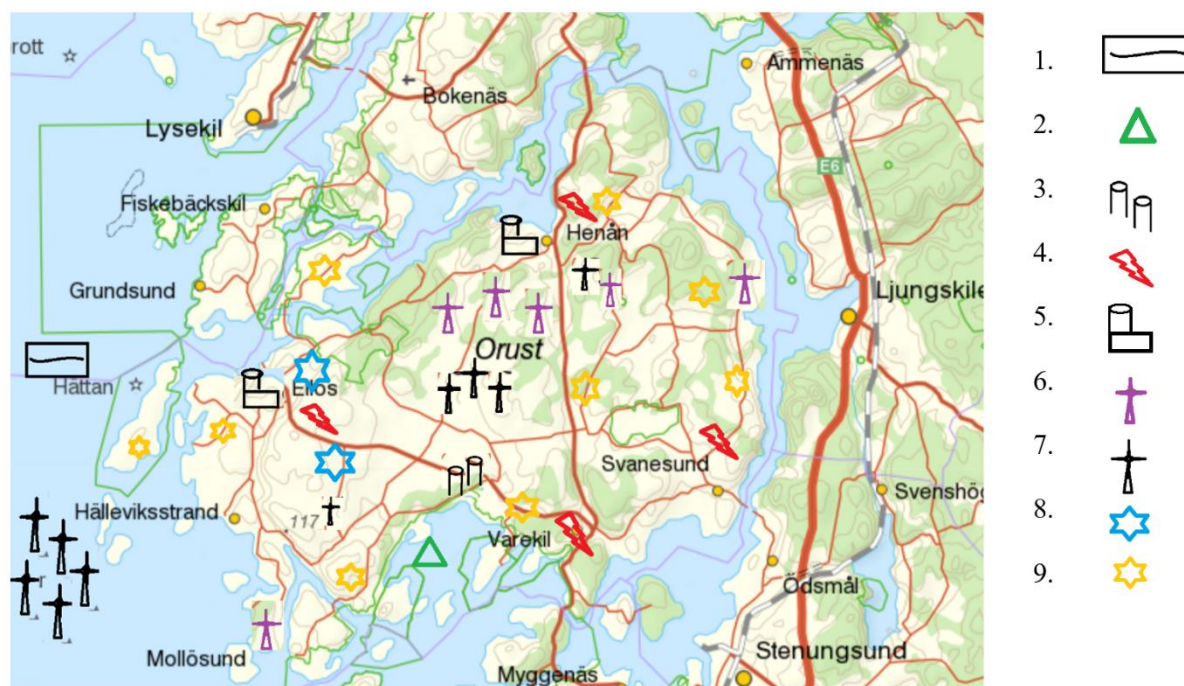 rott
Ammenäs
1.
Bokenäs
Lysekil
2.
E6
Fiskebäckskil
3.
Henån
4.
Grundsund
Ljungskile
5.
Orust
Hättan
Ellös
6.
7.
Svanesund
Svenshög
Hälleviksstrand
117
8.
Varekil
r
9.
Ödsmål
Mollösund
Stenungsund
Myggenäs